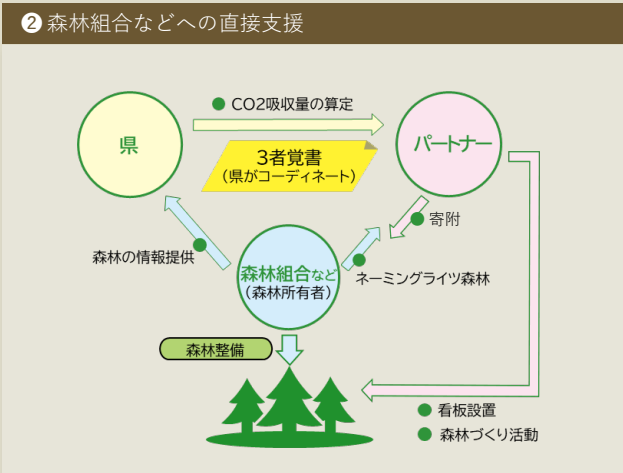 ❷森林組合などへの直接支援
CO2吸収量の算定
県
パートナー
3者覚書
（県がコーディネート）
寄附
森林の情報提供
森林組合など
（森林所有者）
ネーミングライツ森林
森林整備
看板設置
森林づくり活動